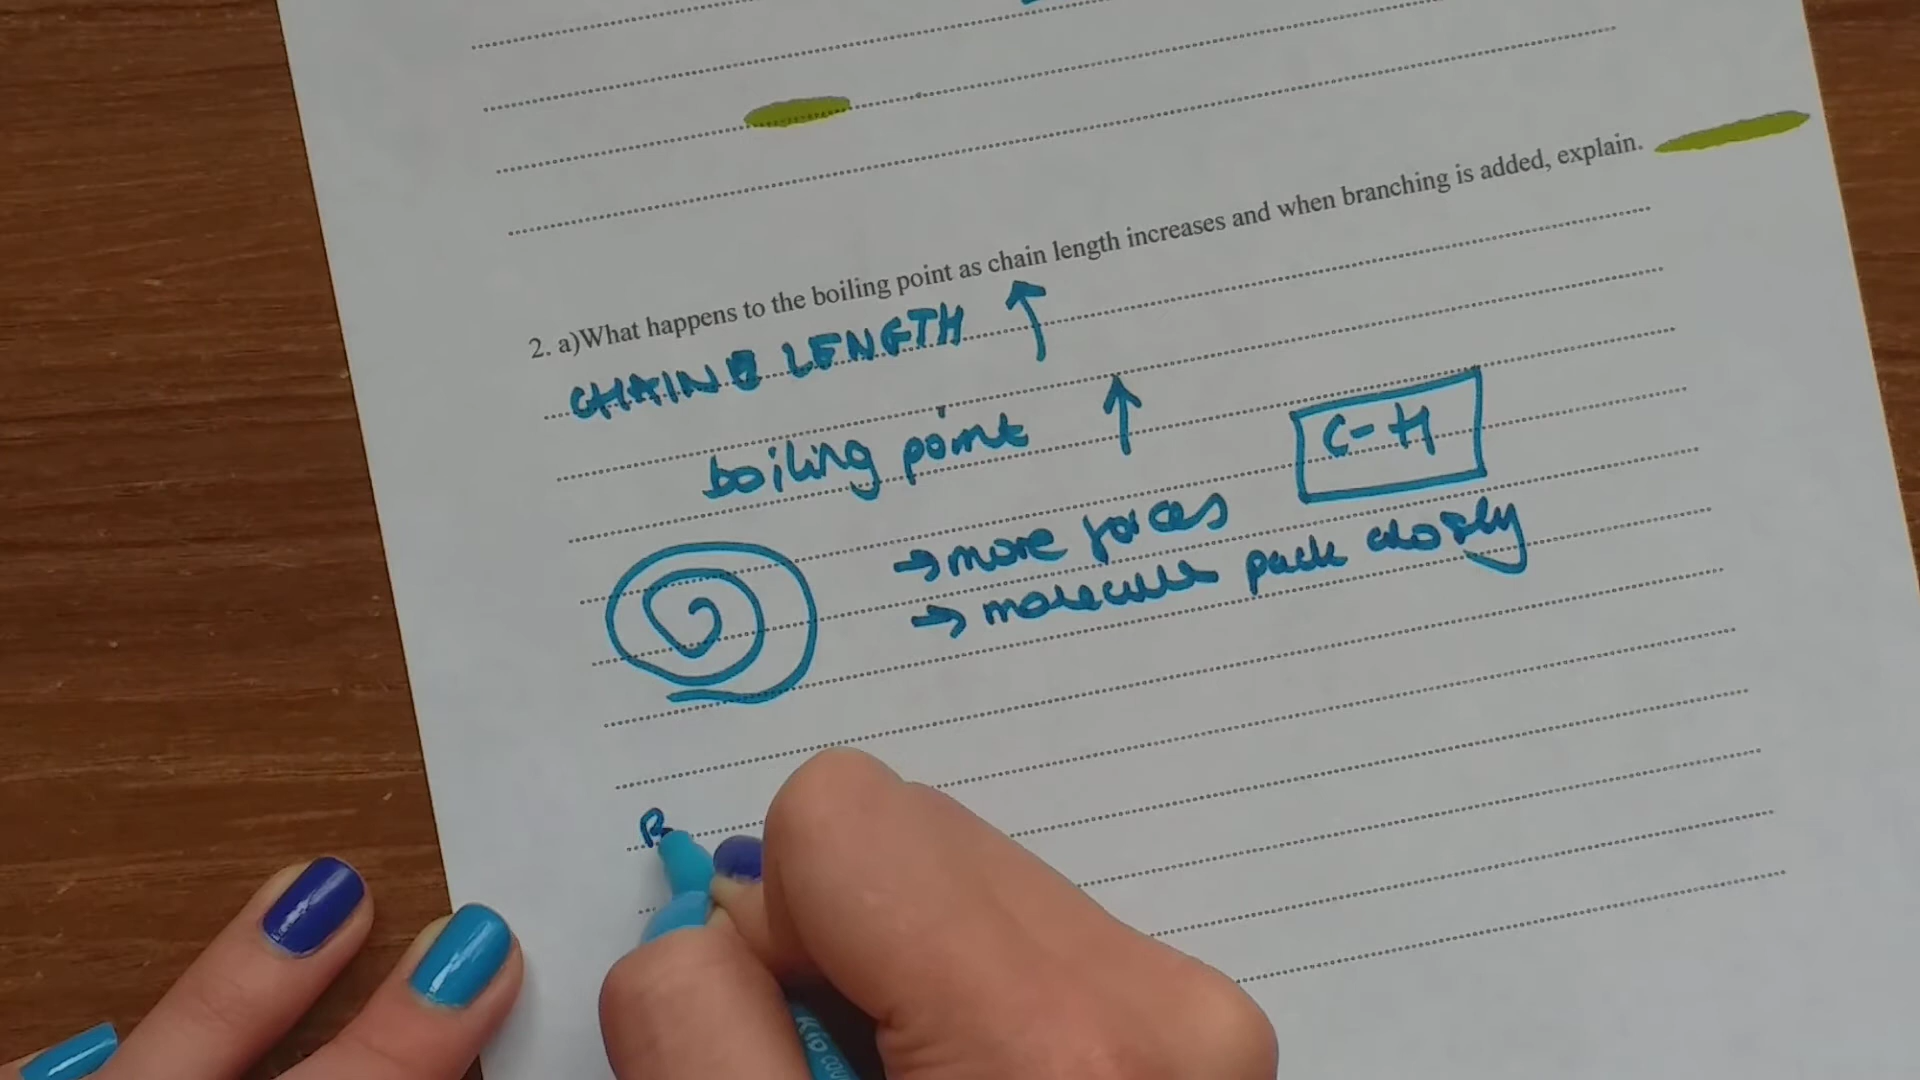 2. a)What happens to the boiling point as chain length increases and when branching is added, explain.
CHAIN LENGTH ↑
boiling point ↑
C-H
→ more forces
→ molecules pack closely
B
KID